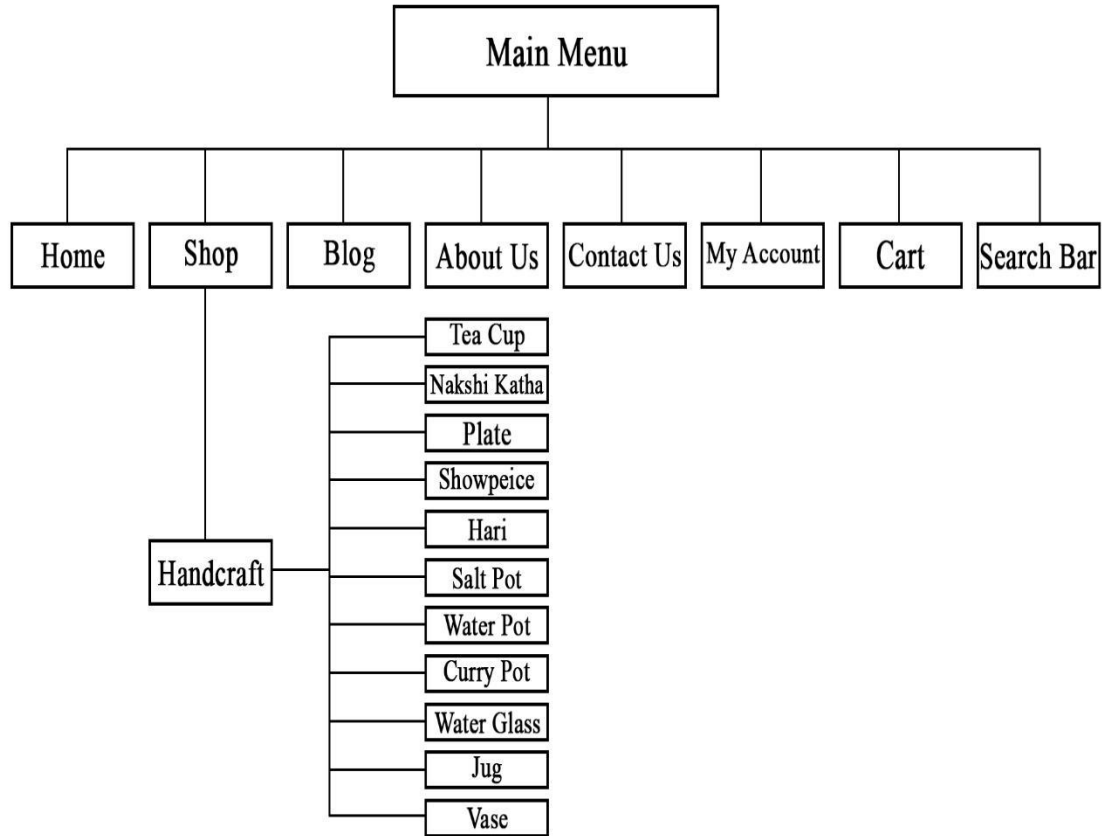 Main Menu
Home
Shop
Blog
About Us
Contact Us
My Account
Cart
Search Bar
Tea Cup
Nakshi Katha
Plate
Showpeice
Hari
Handcraft
Salt Pot
Water Pot
Curry Pot
Water Glass
Jug
Vase